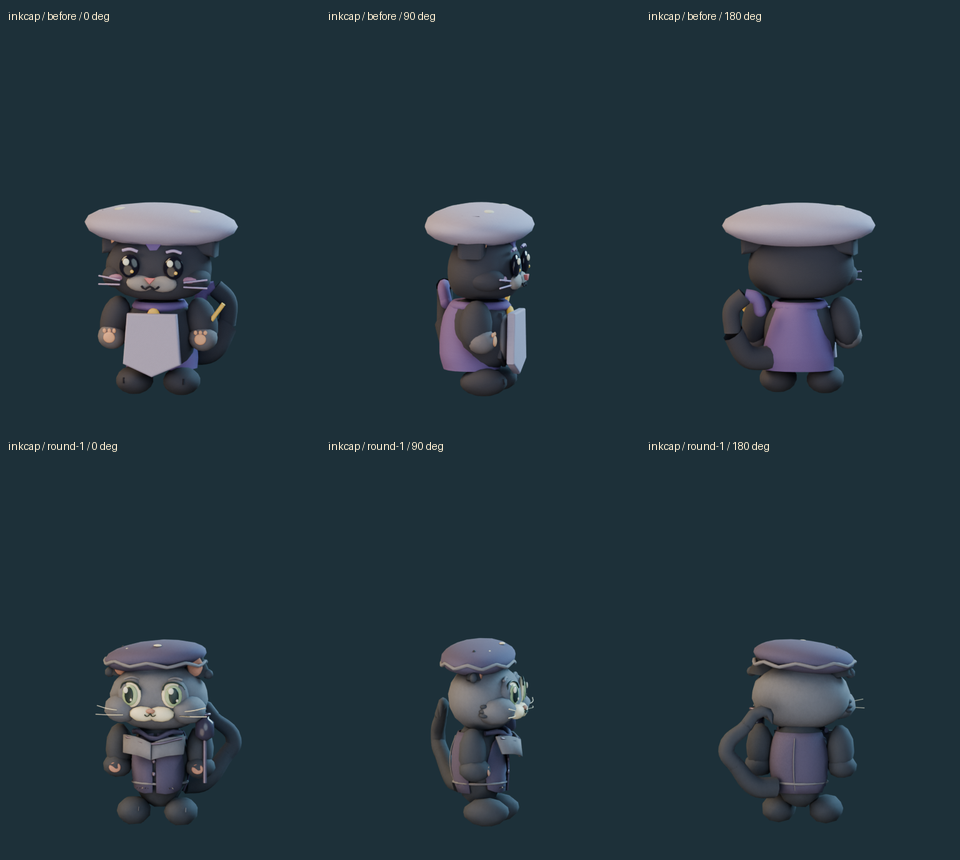 inkcap / before / 0 deg
inkcap / before / 90 deg
inkcap / before / 180 deg
inkcap / round-1 / 0 deg
inkcap / round-1 / 90 deg
inkcap / round-1 / 180 deg